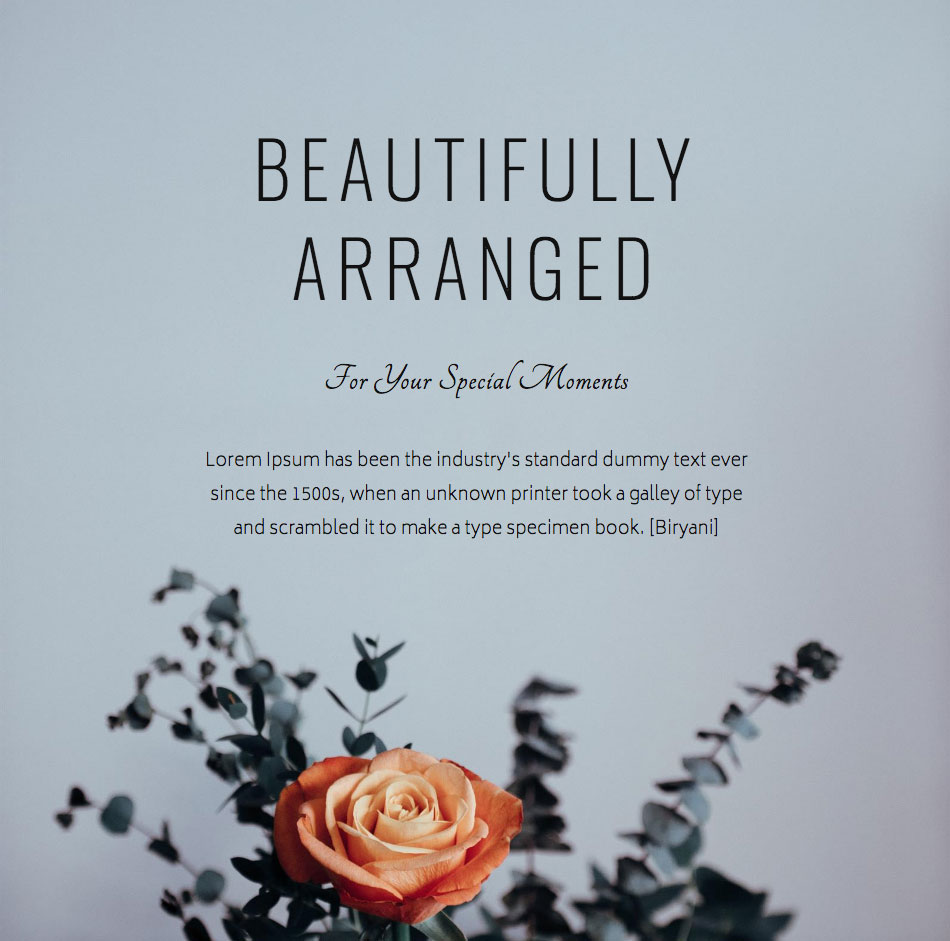 BEAUTIFULLY
ARRANGED
For Your Special Moments
Lorem Ipsum has been the industry's standard dummy text ever
since the 1500s, when an unknown printer took a galley of type
and scrambled it to make a type specimen book. [Biryani]